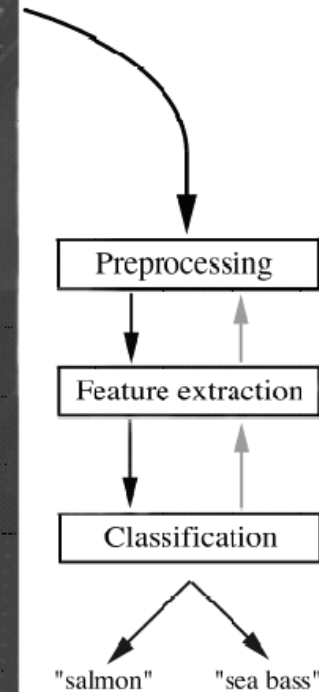 Preprocessing
Feature extraction
Classification
"salmon" "sea bass"